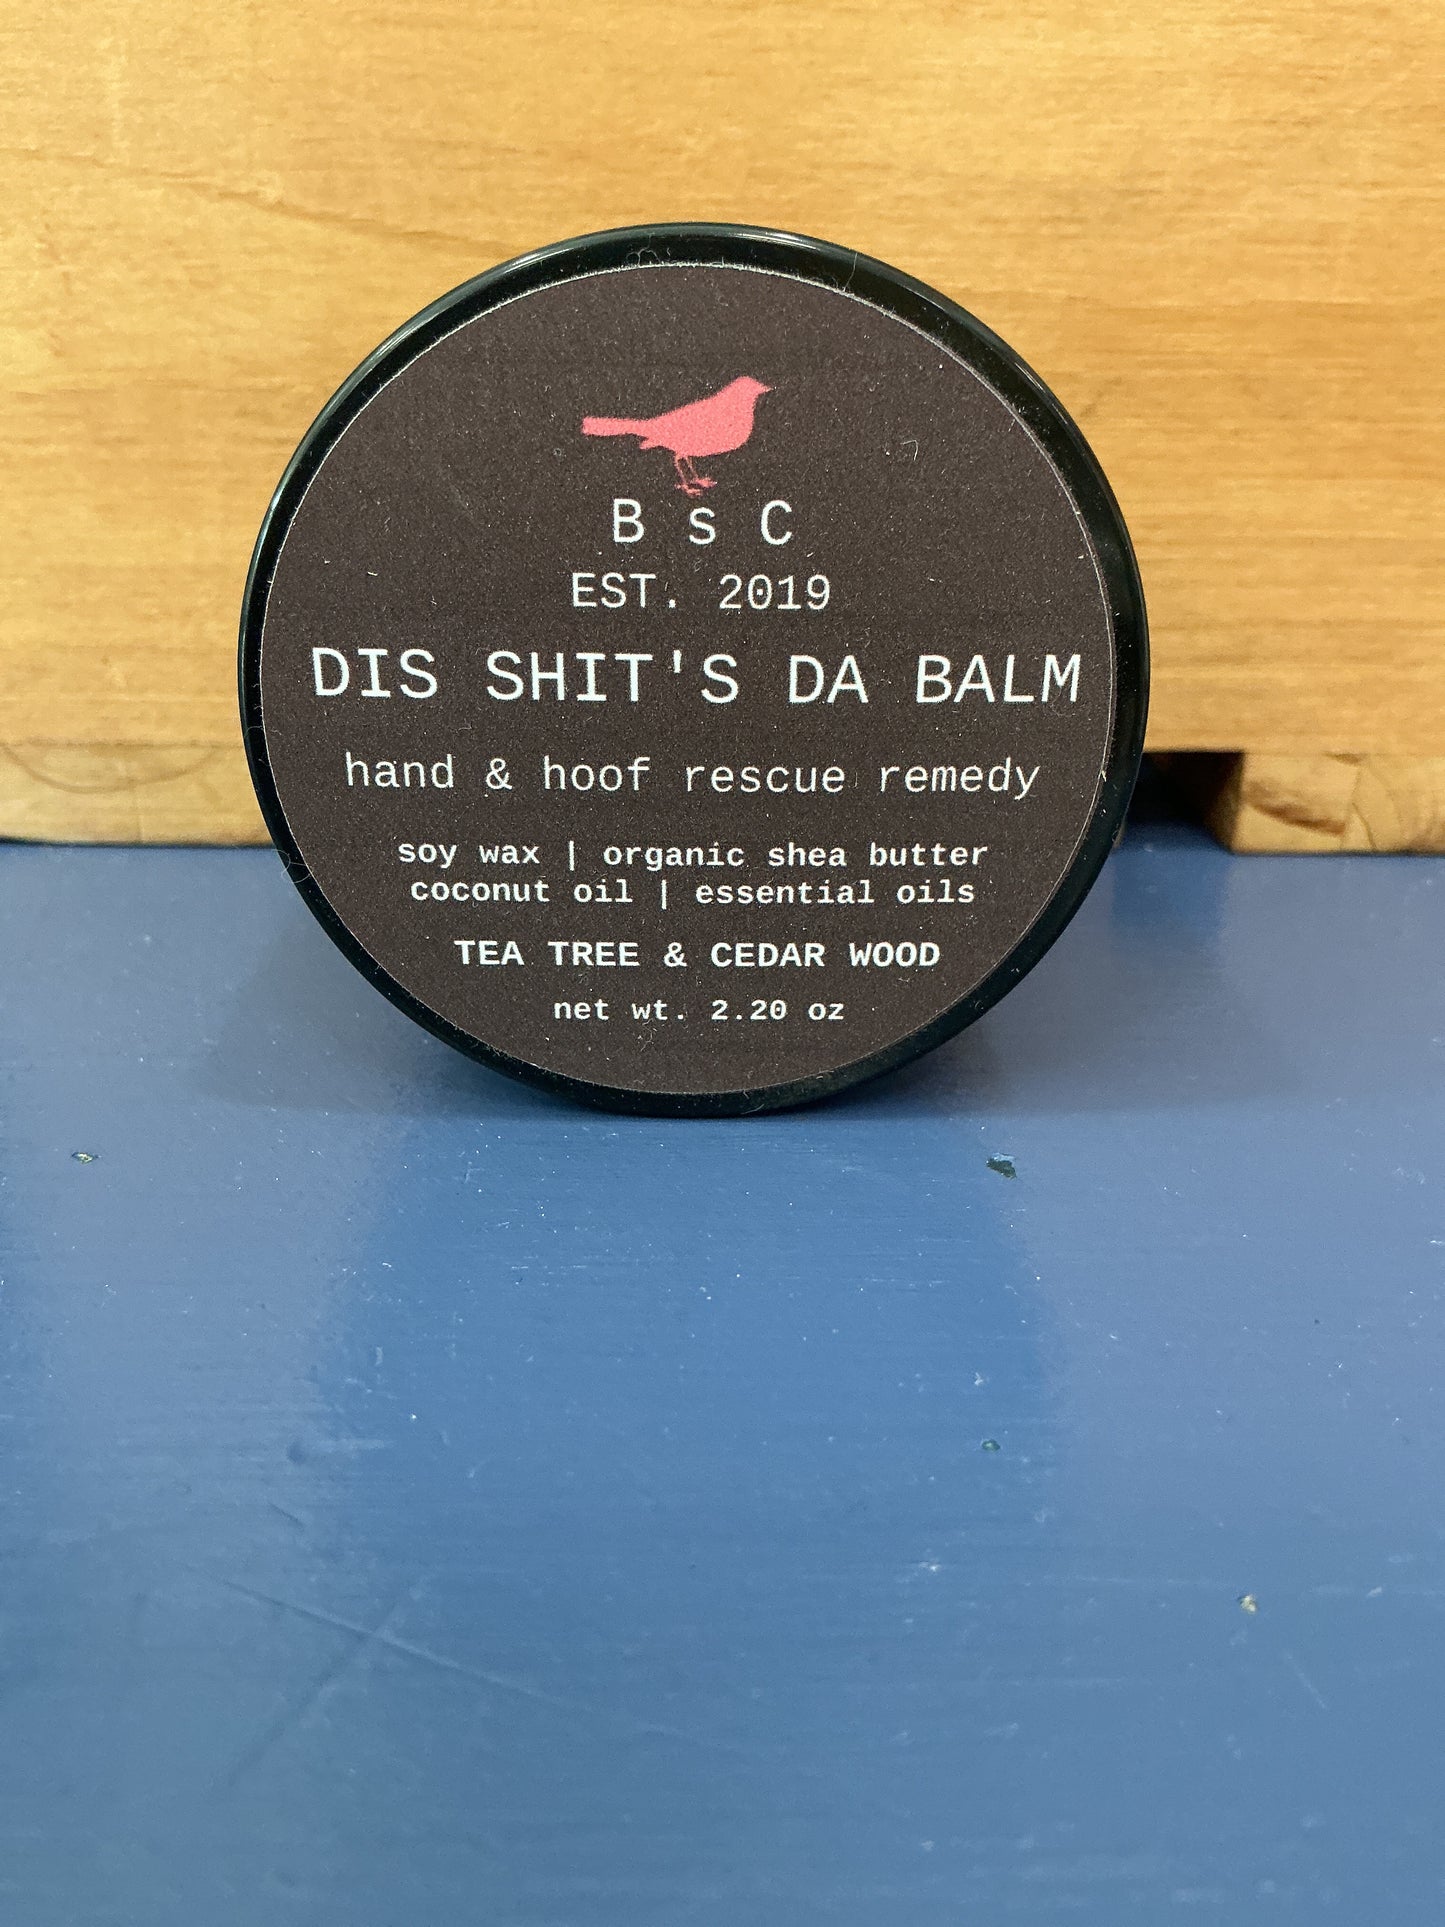 B s C
EST. 2019
DIS SHIT'S DA BALM
hand & hoof rescue remedy
soy wax | organic shea butter
coconut oil | essential oils
TEA TREE & CEDAR WOOD
net wt. 2.20 oz